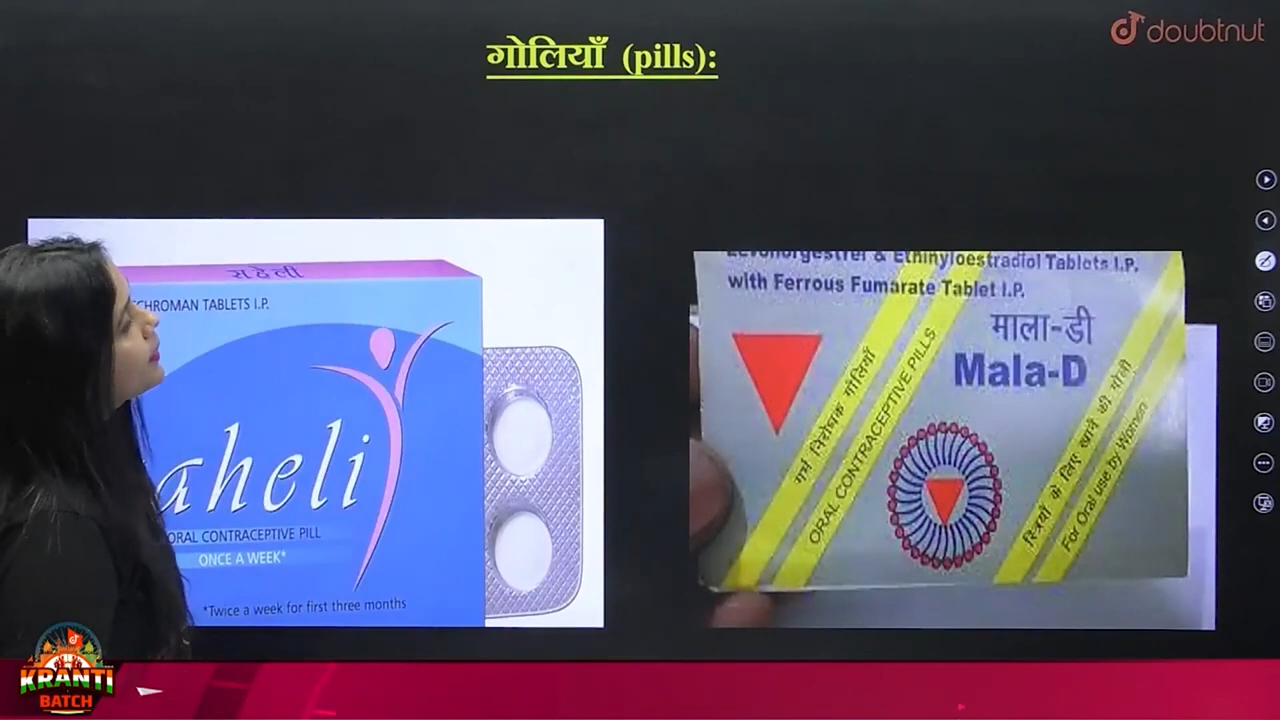 गोलियाँ (pills):
doubtnut
सहेली
CHROMAN TABLETS I.P.
aheli
ORAL CONTRACEPTIVE PILL
ONCE A WEEK*
*Twice a week for first three months
Levonorgestrel & Ethinyloestradiol Tablets I.P.
with Ferrous Fumarate Tablet I.P.
माला-डी
Mala-D
गर्भ निरोधक गोलियाँ
ORAL CONTRACEPTIVE PILLS
स्त्रियों के लिए खाने की गोली
For Oral use by Women
KRANTI
BATCH